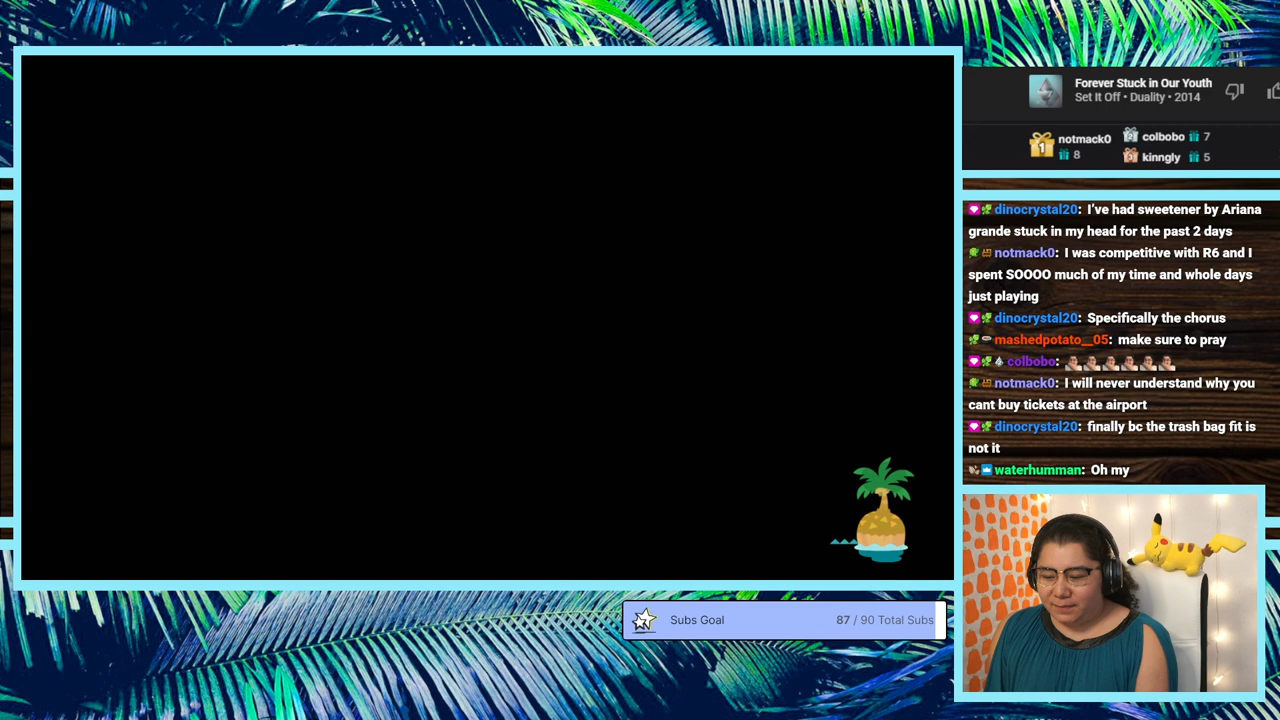 Forever Stuck in Our Youth
Set It Off • Duality • 2014
1 notmack0
8
2 colbobo 7
3 kinngly 5
dinocrystal20: I've had sweetener by Ariana
grande stuck in my head for the past 2 days
notmack0: I was competitive with R6 and I
spent SOOOO much of my time and whole days
just playing
dinocrystal20: Specifically the chorus
mashedpotato__05: make sure to pray
colbobo:
notmack0: I will never understand why you
cant buy tickets at the airport
dinocrystal20: finally bc the trash bag fit is
not it
waterhumman: Oh my
Subs Goal 87 / 90 Total Subs